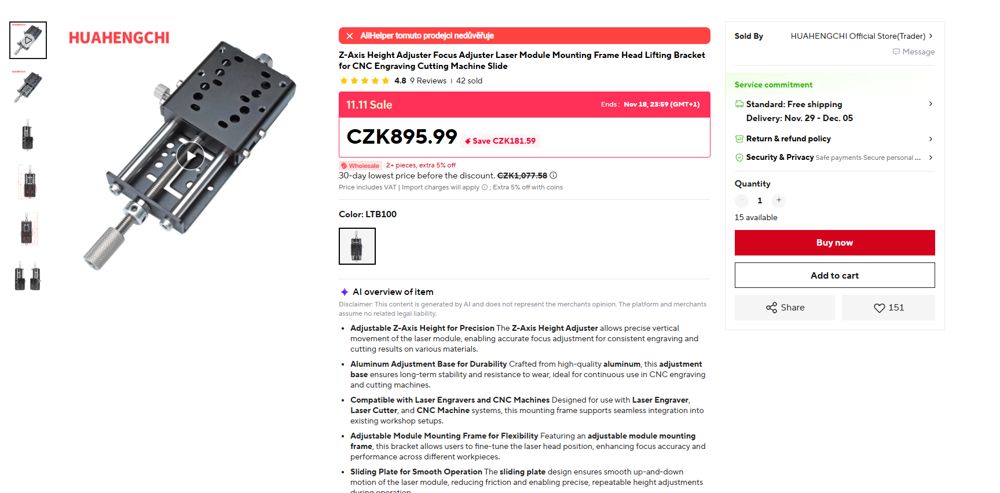 HUAHENGCHI
AliHelper tomuto prodejci nedůvěřuje
Z-Axis Height Adjuster Focus Adjuster Laser Module Mounting Frame Head Lifting Bracket
for CNC Engraving Cutting Machine Slide
4.8 9 Reviews | 42 sold
11.11 Sale
Ends: Nov 18, 23:59 (GMT+1)
CZK895.99 Save CZK181.59
Wholesale 2+ pieces, extra 5% off
30-day lowest price before the discount. CZK1,077.58
Price includes VAT | Import charges will apply ; Extra 5% off with coins
Color: LTB100
AI overview of item
Disclaimer: This content is generated by AI and does not represent the merchants opinion. The platform and merchants
assume no related legal liability.
• Adjustable Z-Axis Height for Precision The Z-Axis Height Adjuster allows precise vertical
movement of the laser module, enabling accurate focus adjustment for consistent engraving and
cutting results on various materials.
• Aluminum Adjustment Base for Durability Crafted from high-quality aluminum, this adjustment
base ensures long-term stability and resistance to wear, ideal for continuous use in CNC engraving
and cutting machines.
• Compatible with Laser Engravers and CNC Machines Designed for use with Laser Engraver,
Laser Cutter, and CNC Machine systems, this mounting frame supports seamless integration into
existing workshop setups.
• Adjustable Module Mounting Frame for Flexibility Featuring an adjustable module mounting
frame, this bracket allows users to fine-tune the laser head position, enhancing focus accuracy and
performance across different workpieces.
• Sliding Plate for Smooth Operation The sliding plate design ensures smooth up-and-down
motion of the laser module, reducing friction and enabling precise, repeatable height adjustments
during operation.
Sold By HUAHENGCHI Official Store(Trader)
Message
Service commitment
Standard: Free shipping
Delivery: Nov. 29 - Dec. 05
Return & refund policy
Security & Privacy Safe payments·Secure personal ...
Quantity
- 1 +
15 available
Buy now
Add to cart
Share
151